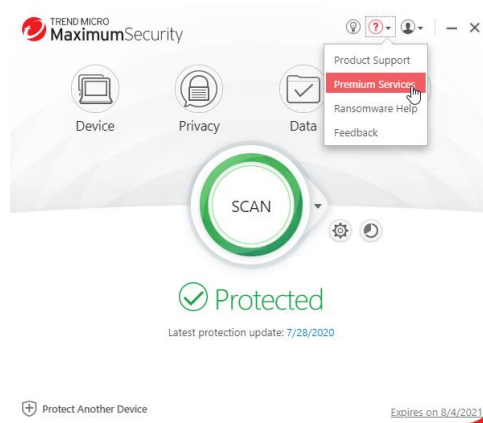 TREND MICRO
MaximumSecurity
?
Product Support
Premium Services
Ransomware Help
Feedback
Device
Privacy
Data
SCAN
Protected
Latest protection update: 7/28/2020
Protect Another Device
Expires on 8/4/2021